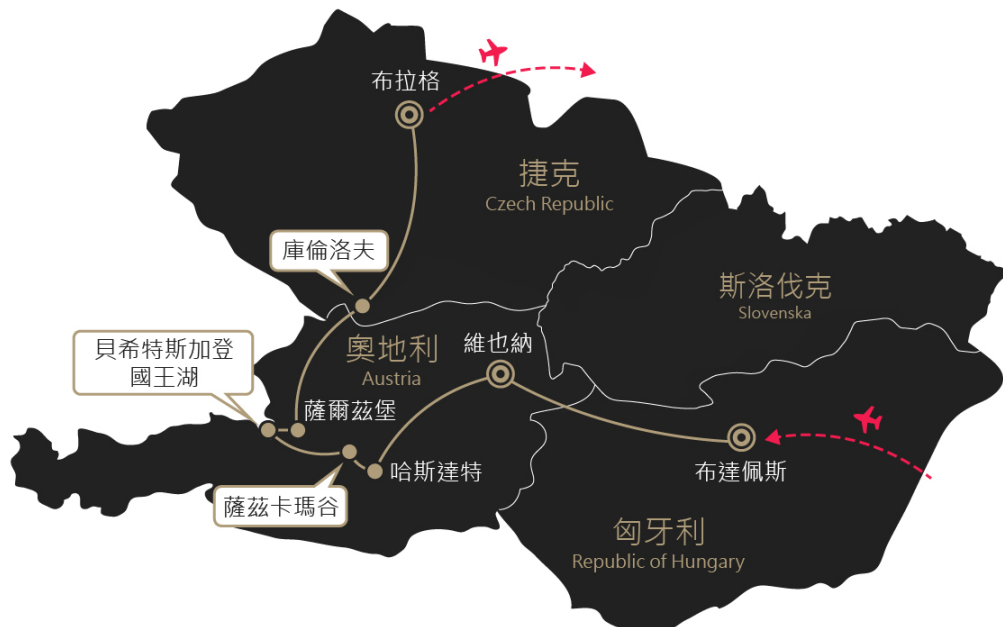 布拉格
捷克
Czech Republic
庫倫洛夫
斯洛伐克
Slovenska
奧地利
Austria
維也納
貝希特斯加登
國王湖
薩爾茲堡
布達佩斯
哈斯達特
薩茲卡瑪谷
匈牙利
Republic of Hungary